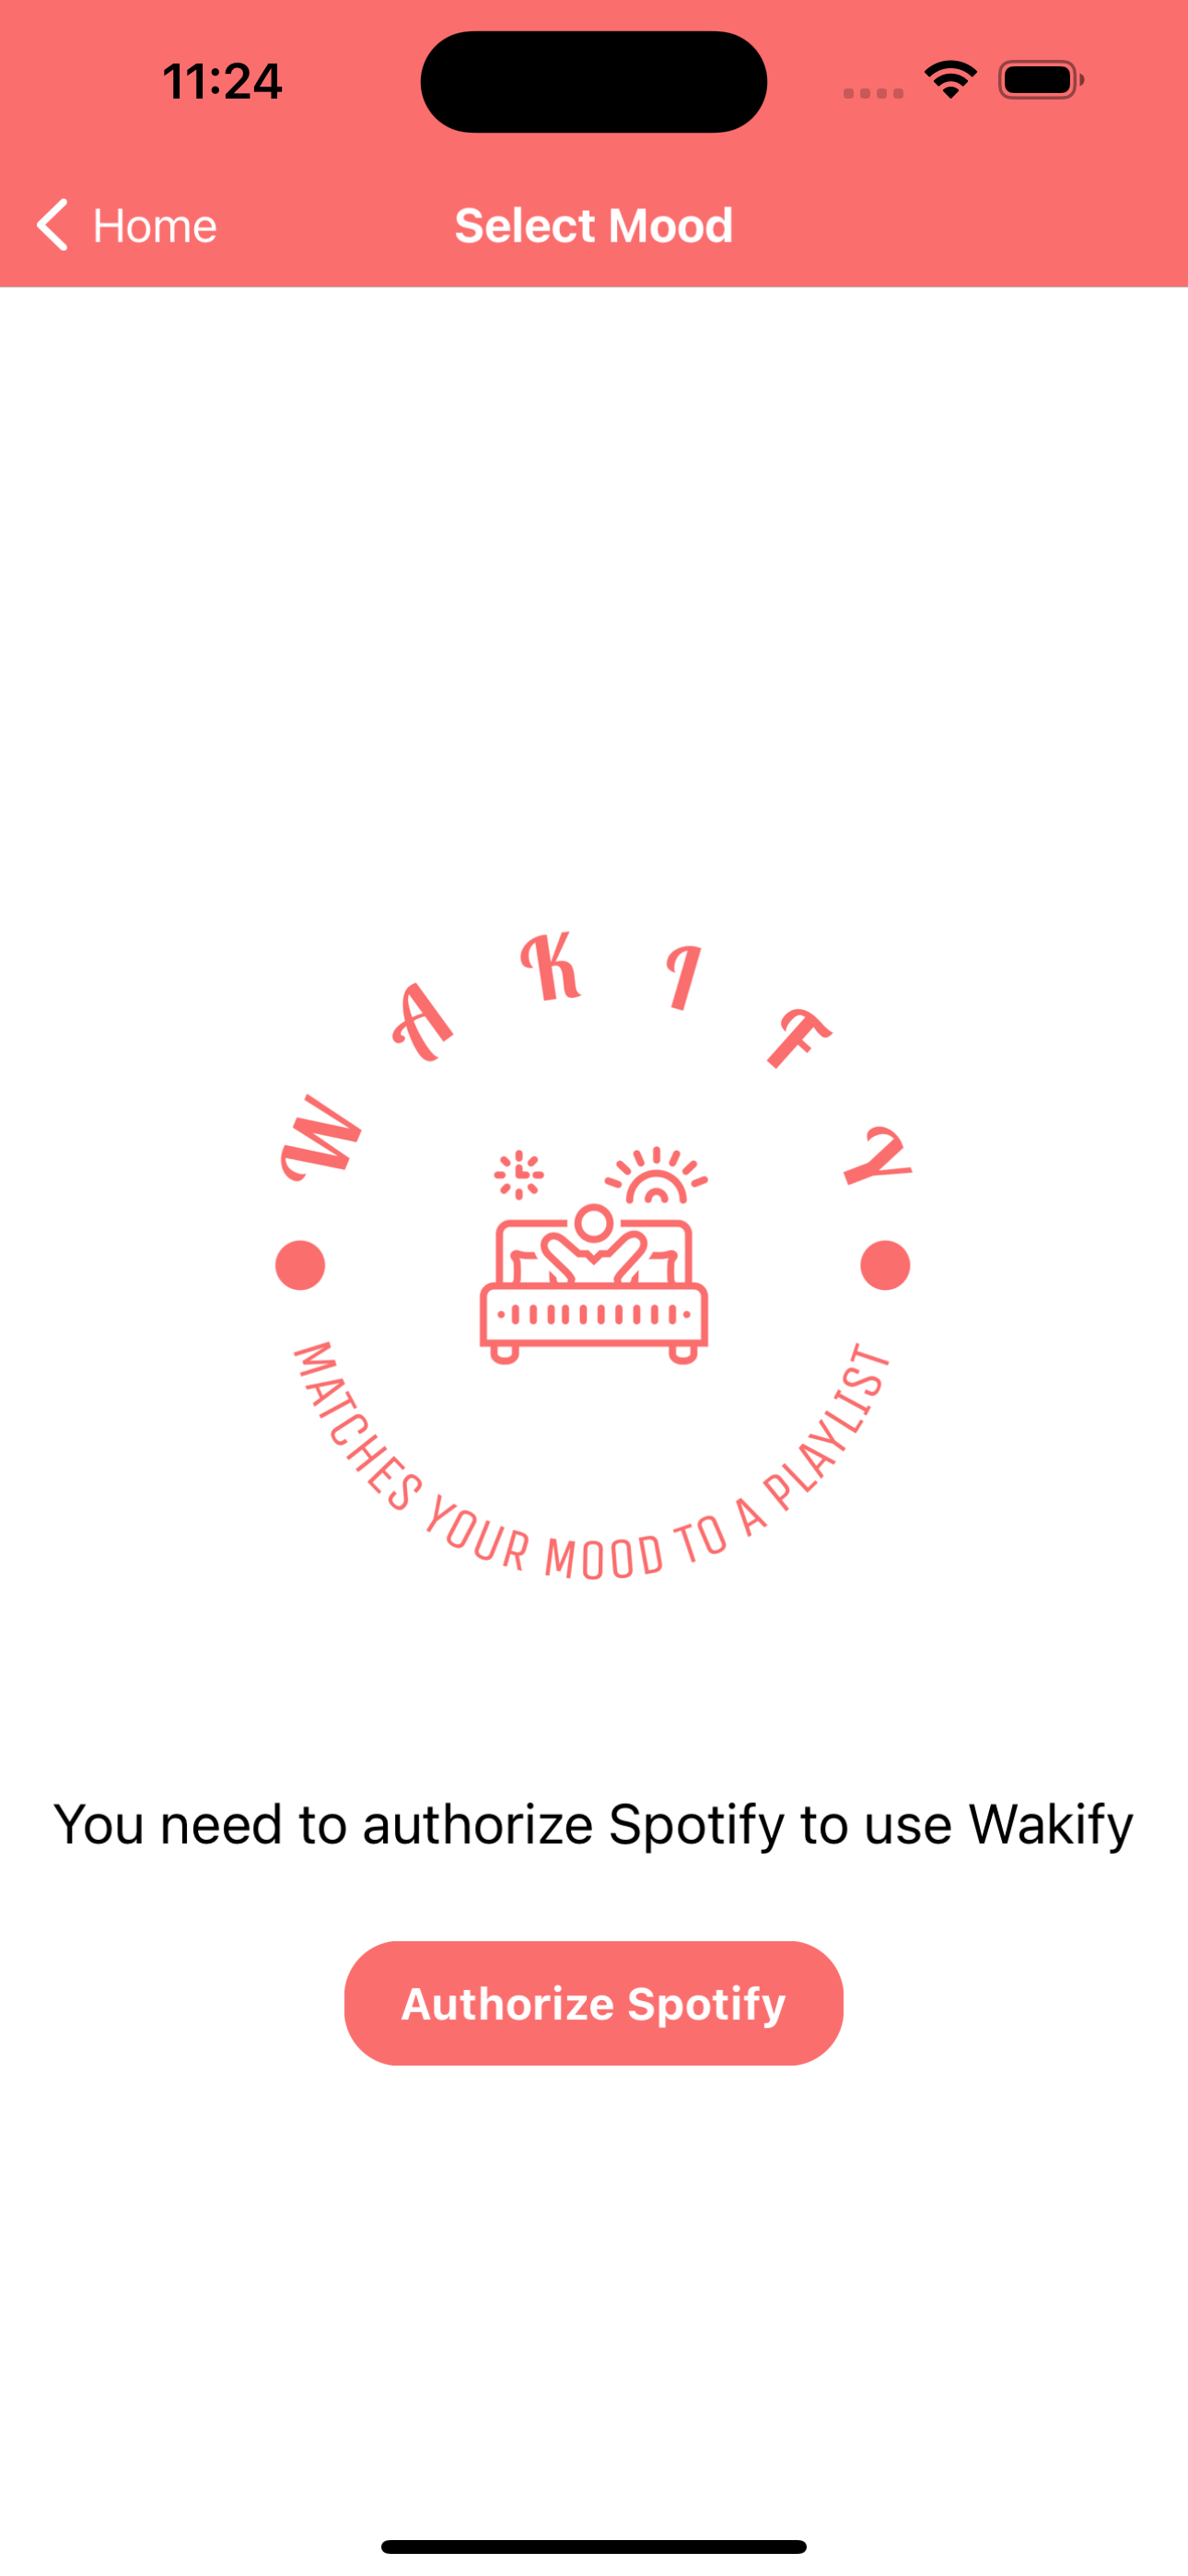 11:24
Home
Select Mood
WAKIFY
MATCHES YOUR MOOD TO A PLAYLIST
You need to authorize Spotify to use Wakify
Authorize Spotify